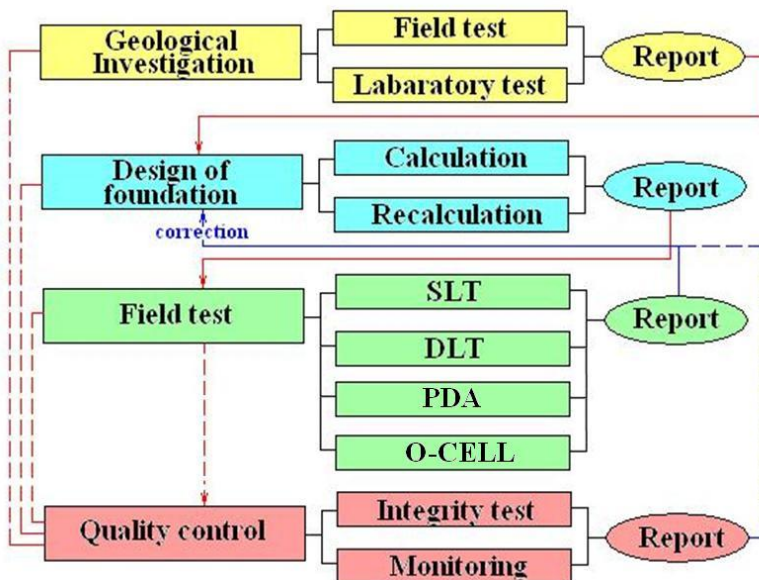 Geological
Investigation
Field test
Labaratory test
Report
Design of
foundation
Calculation
Recalculation
Report
correction
Field test
SLT
DLT
PDA
O-CELL
Report
Quality control
Integrity test
Monitoring
Report